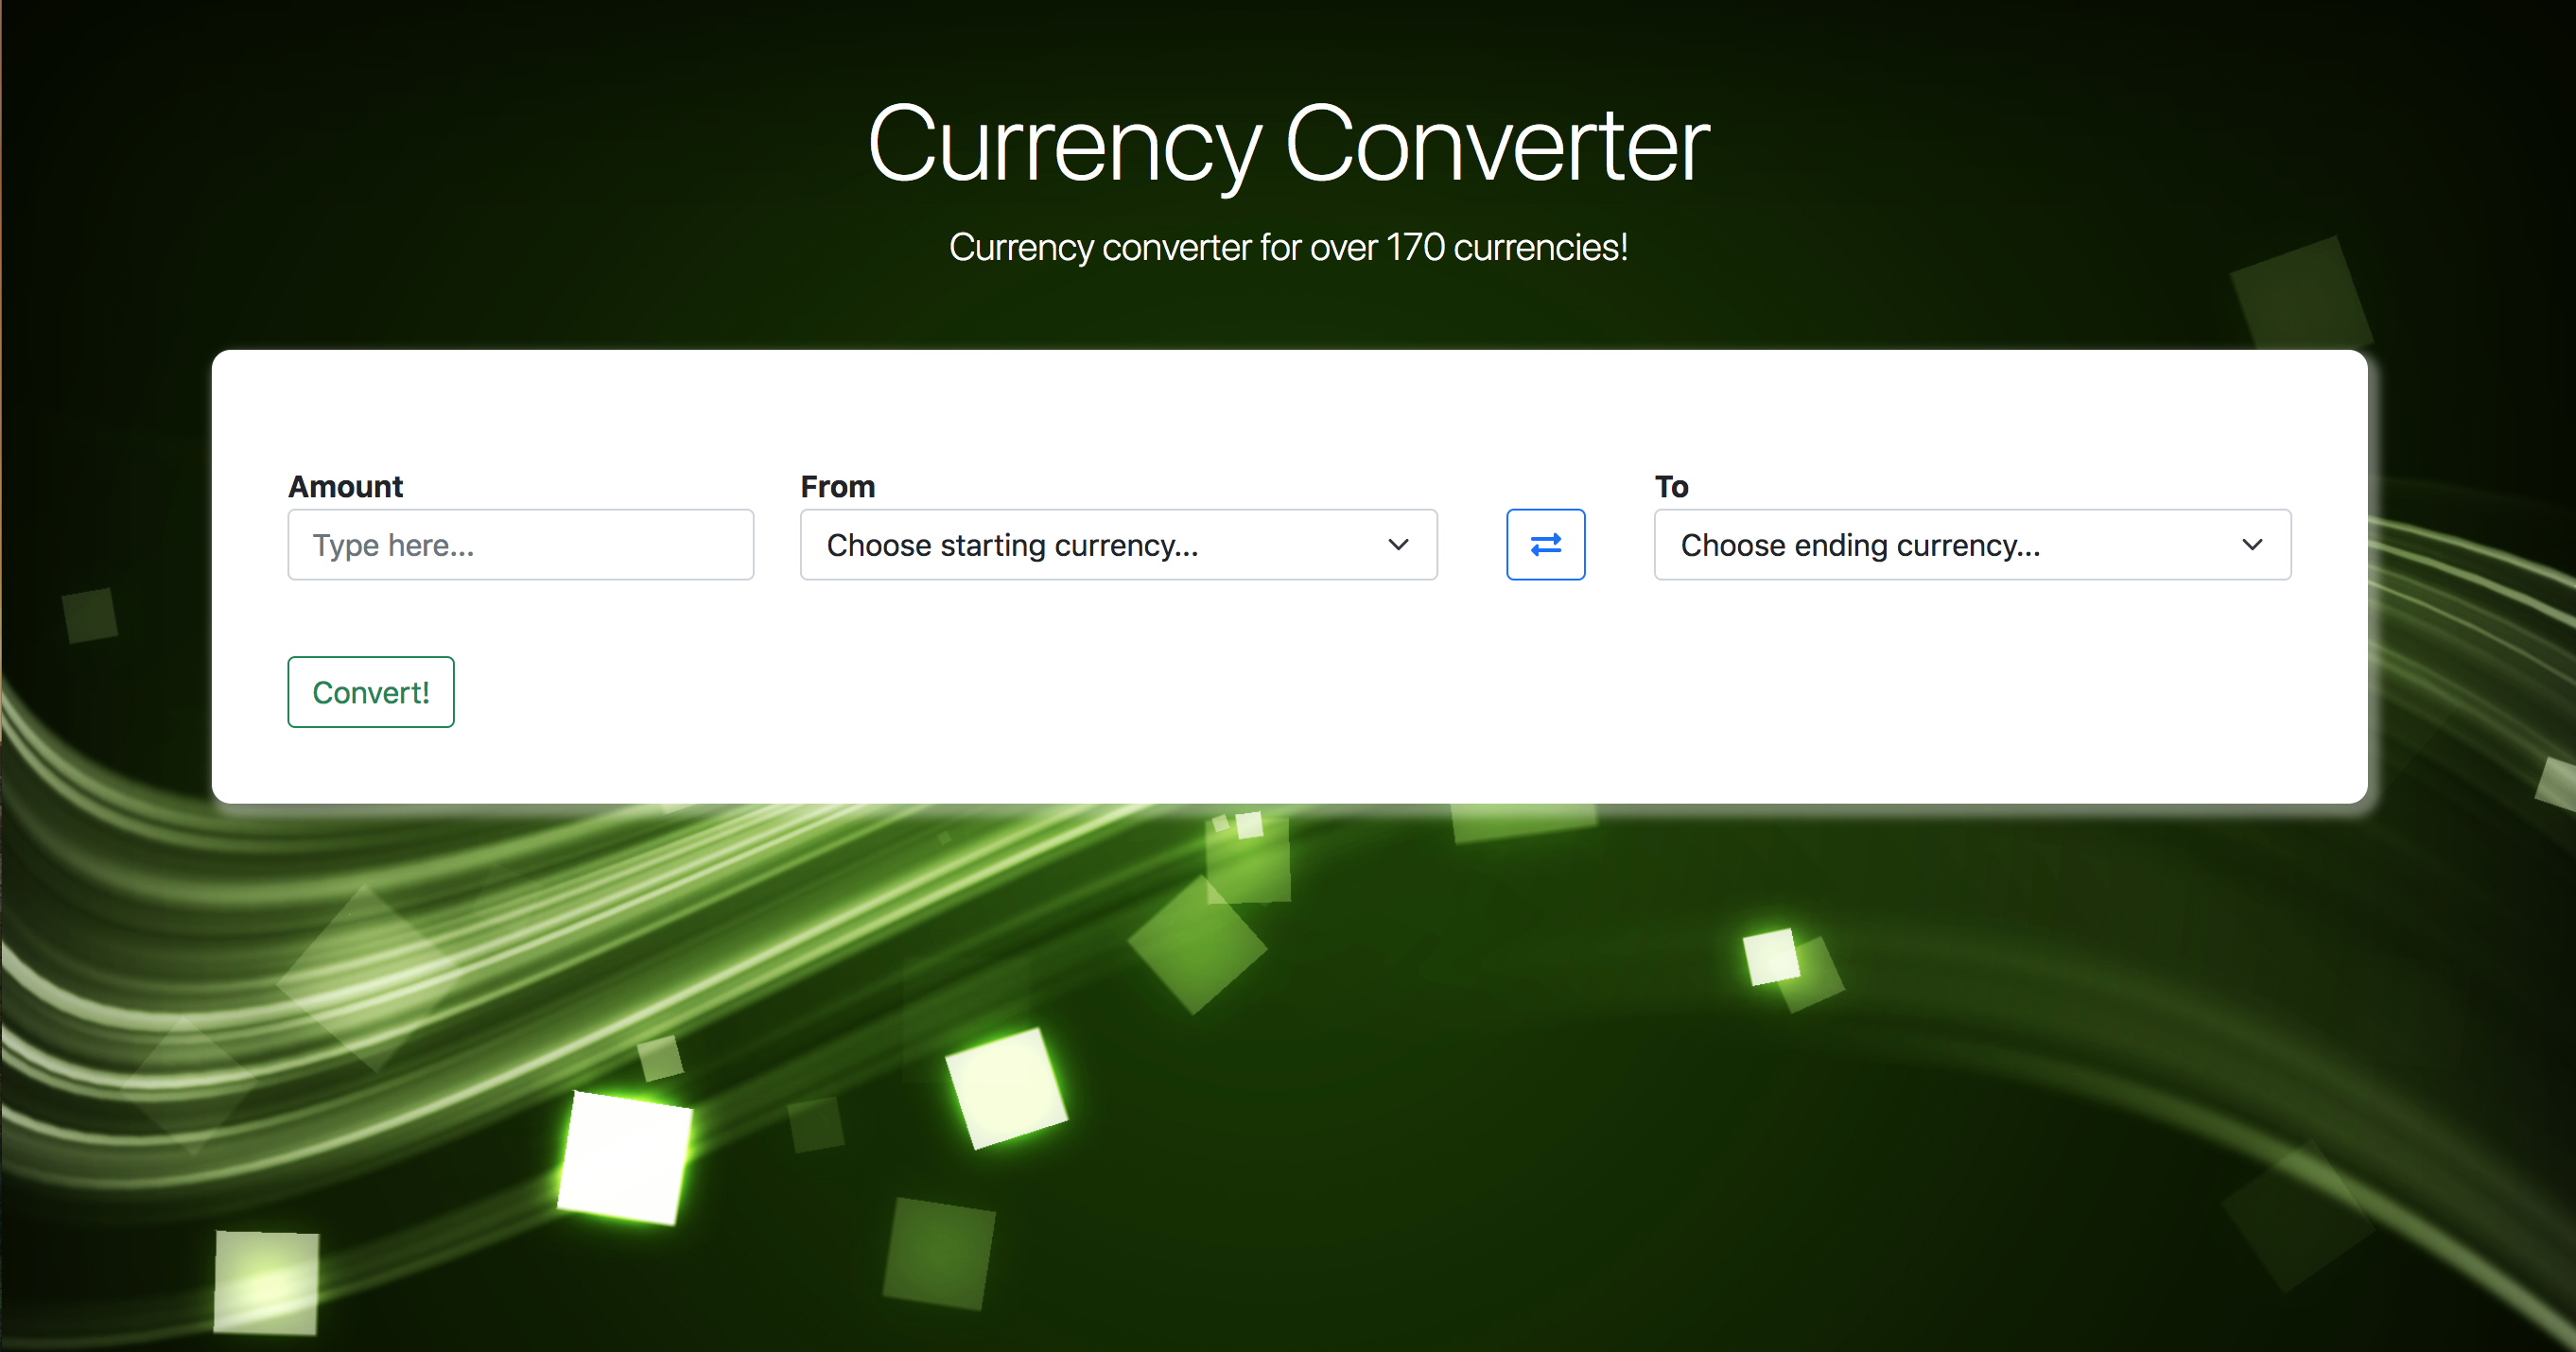 Currency Converter
Currency converter for over 170 currencies!
Amount
From
To
Type here...
Choose starting currency...
Choose ending currency...
Convert!